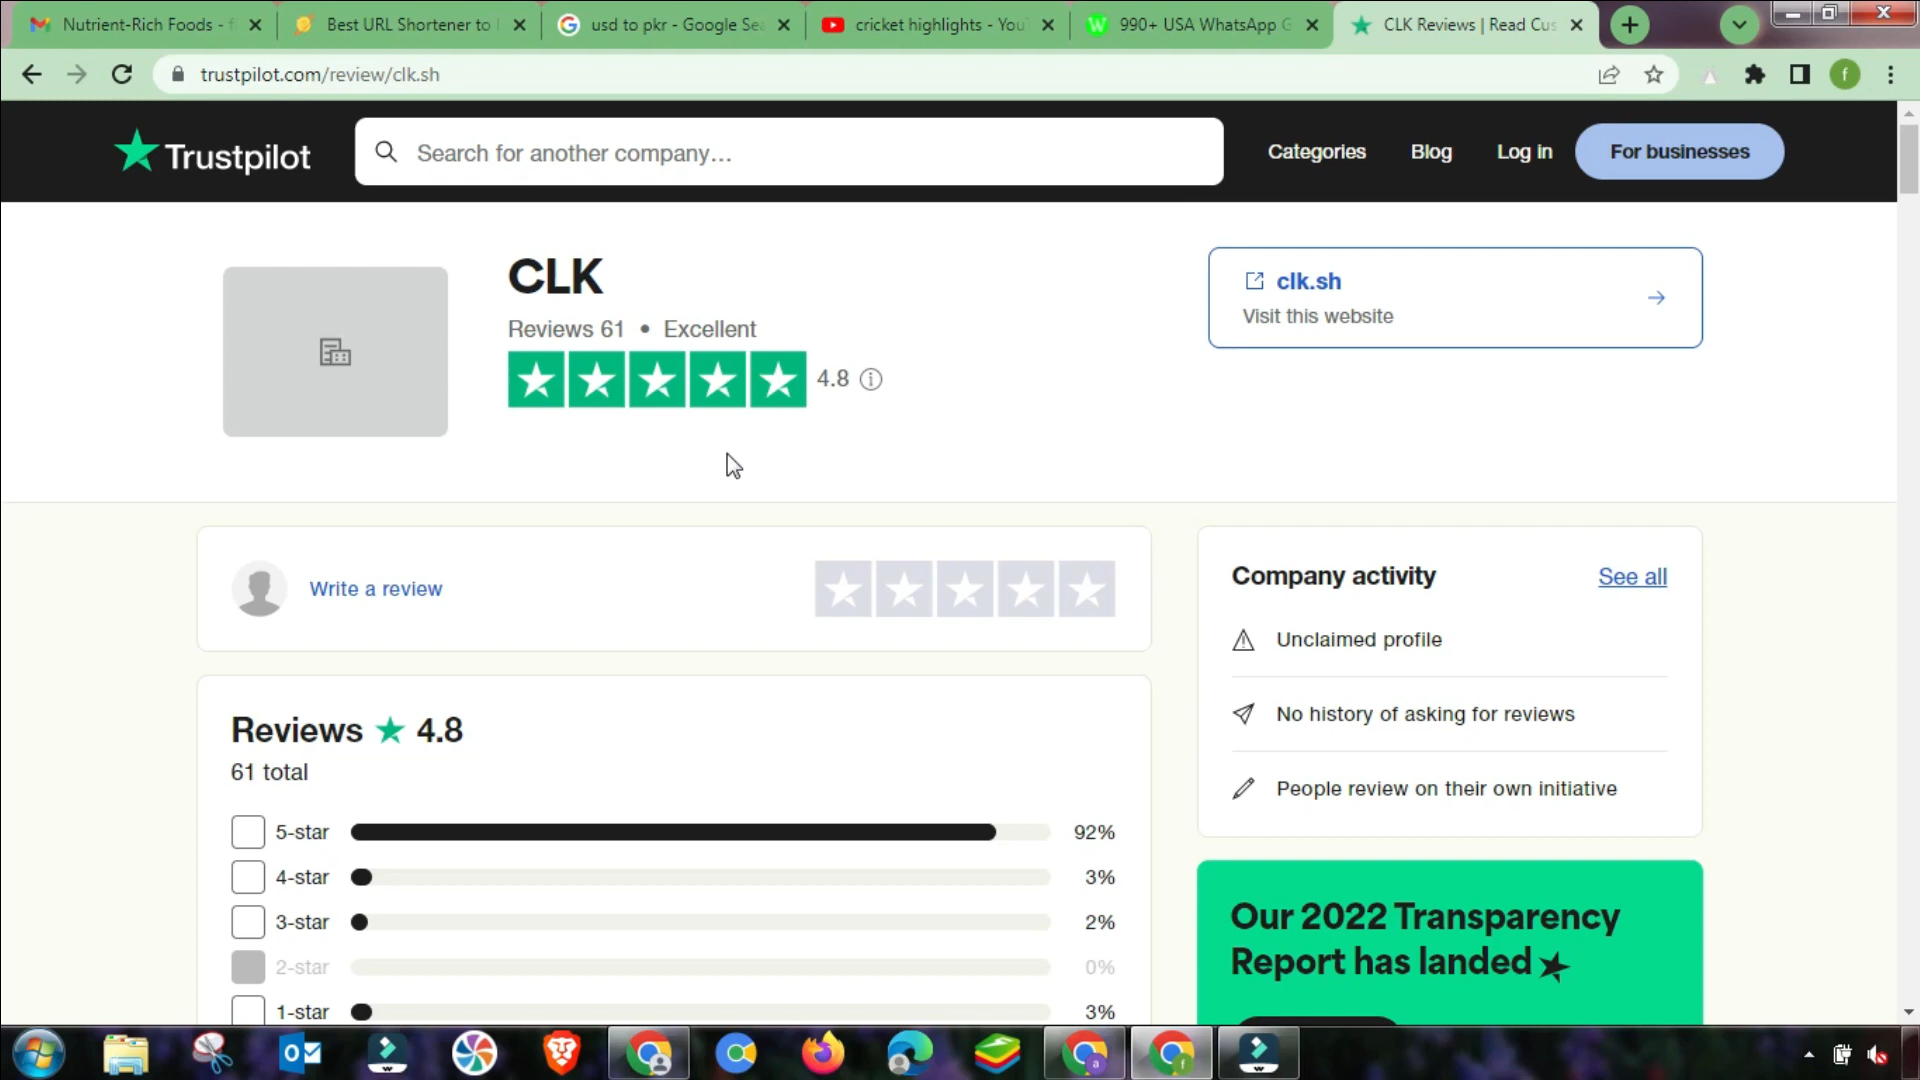 Nutrient-Rich Foods - f
Best URL Shortener to
usd to pkr - Google Sea
cricket highlights - YouT
990+ USA WhatsApp G
CLK Reviews | Read Cus
trustpilot.com/review/clk.sh
f
Trustpilot
Search for another company...
Categories
Blog
Log in
For businesses
CLK
Reviews 61 • Excellent
4.8
clk.sh
Visit this website
Write a review
Company activity
See all
Unclaimed profile
No history of asking for reviews
People review on their own initiative
Reviews ★ 4.8
61 total
5-star 92%
4-star 3%
3-star 2%
2-star 0%
1-star 3%
Our 2022 Transparency
Report has landed